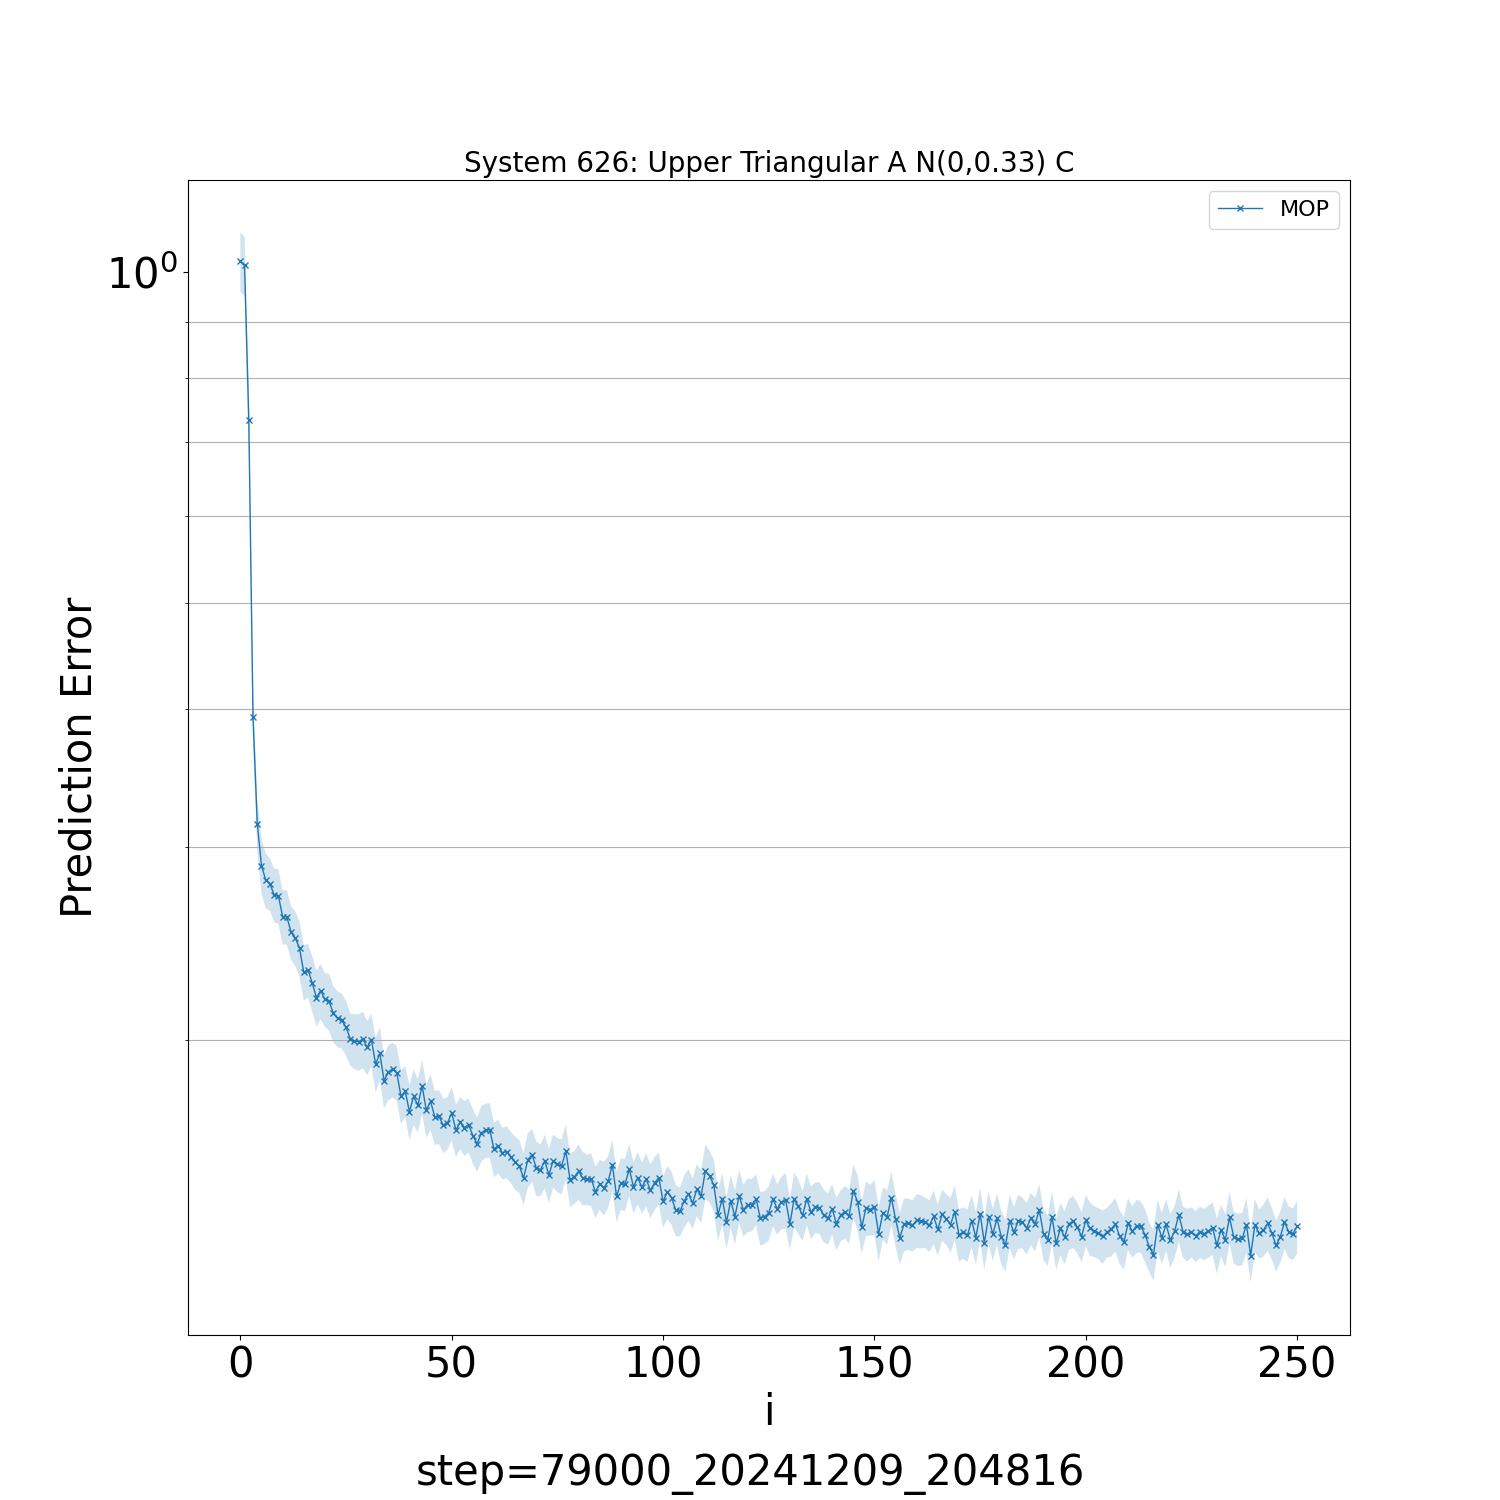 System 626: Upper Triangular A N(0,0.33) C
MOP
10⁰
Prediction Error
0 50 100 150 200 250
i
step=79000_20241209_204816